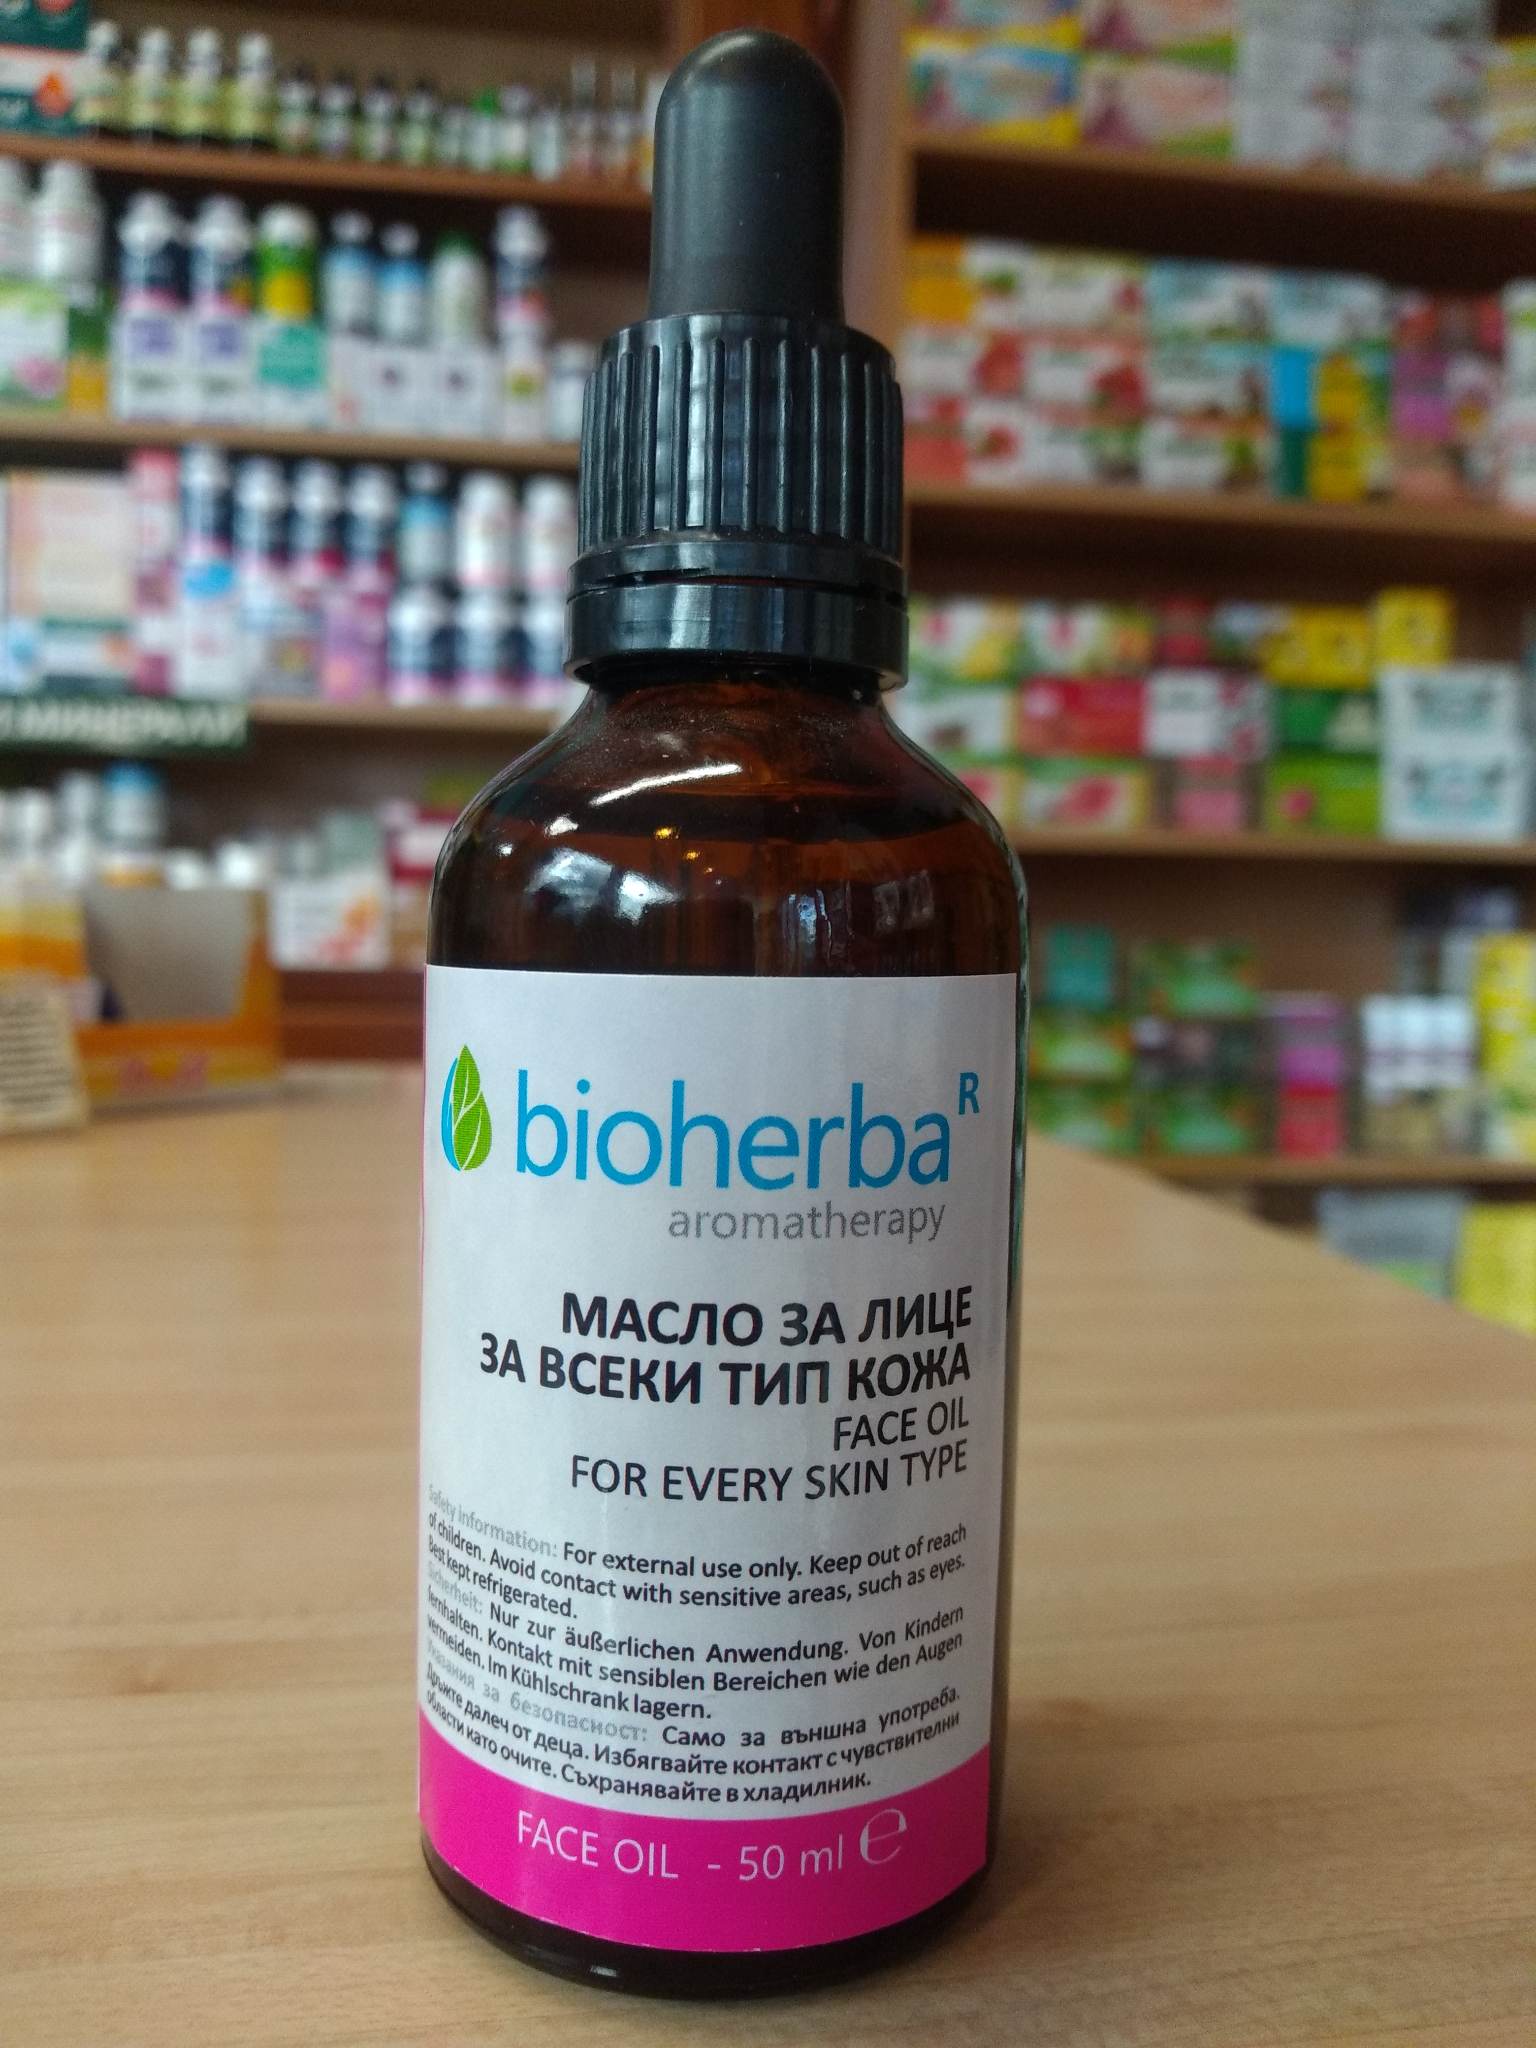 bioherba R
aromatherapy
МАСЛО ЗА ЛИЦЕ
ЗА ВСЕКИ ТИП КОЖА
FACE OIL
FOR EVERY SKIN TYPE
Safety information: For external use only. Keep out of reach
of children. Avoid contact with sensitive areas, such as eyes.
Best kept refrigerated.
Sicherheit: Nur zur äußerlichen Anwendung. Von Kindern
fernhalten. Kontakt mit sensiblen Bereichen wie den Augen
vermeiden. Im Kühlschrank lagern.
Указания за безопасност: Само за външна употреба.
Дръжте далеч от деца. Избягвайте контакт с чувствителни
области като очите. Съхранявайте в хладилник.
FACE OIL - 50 ml ℮